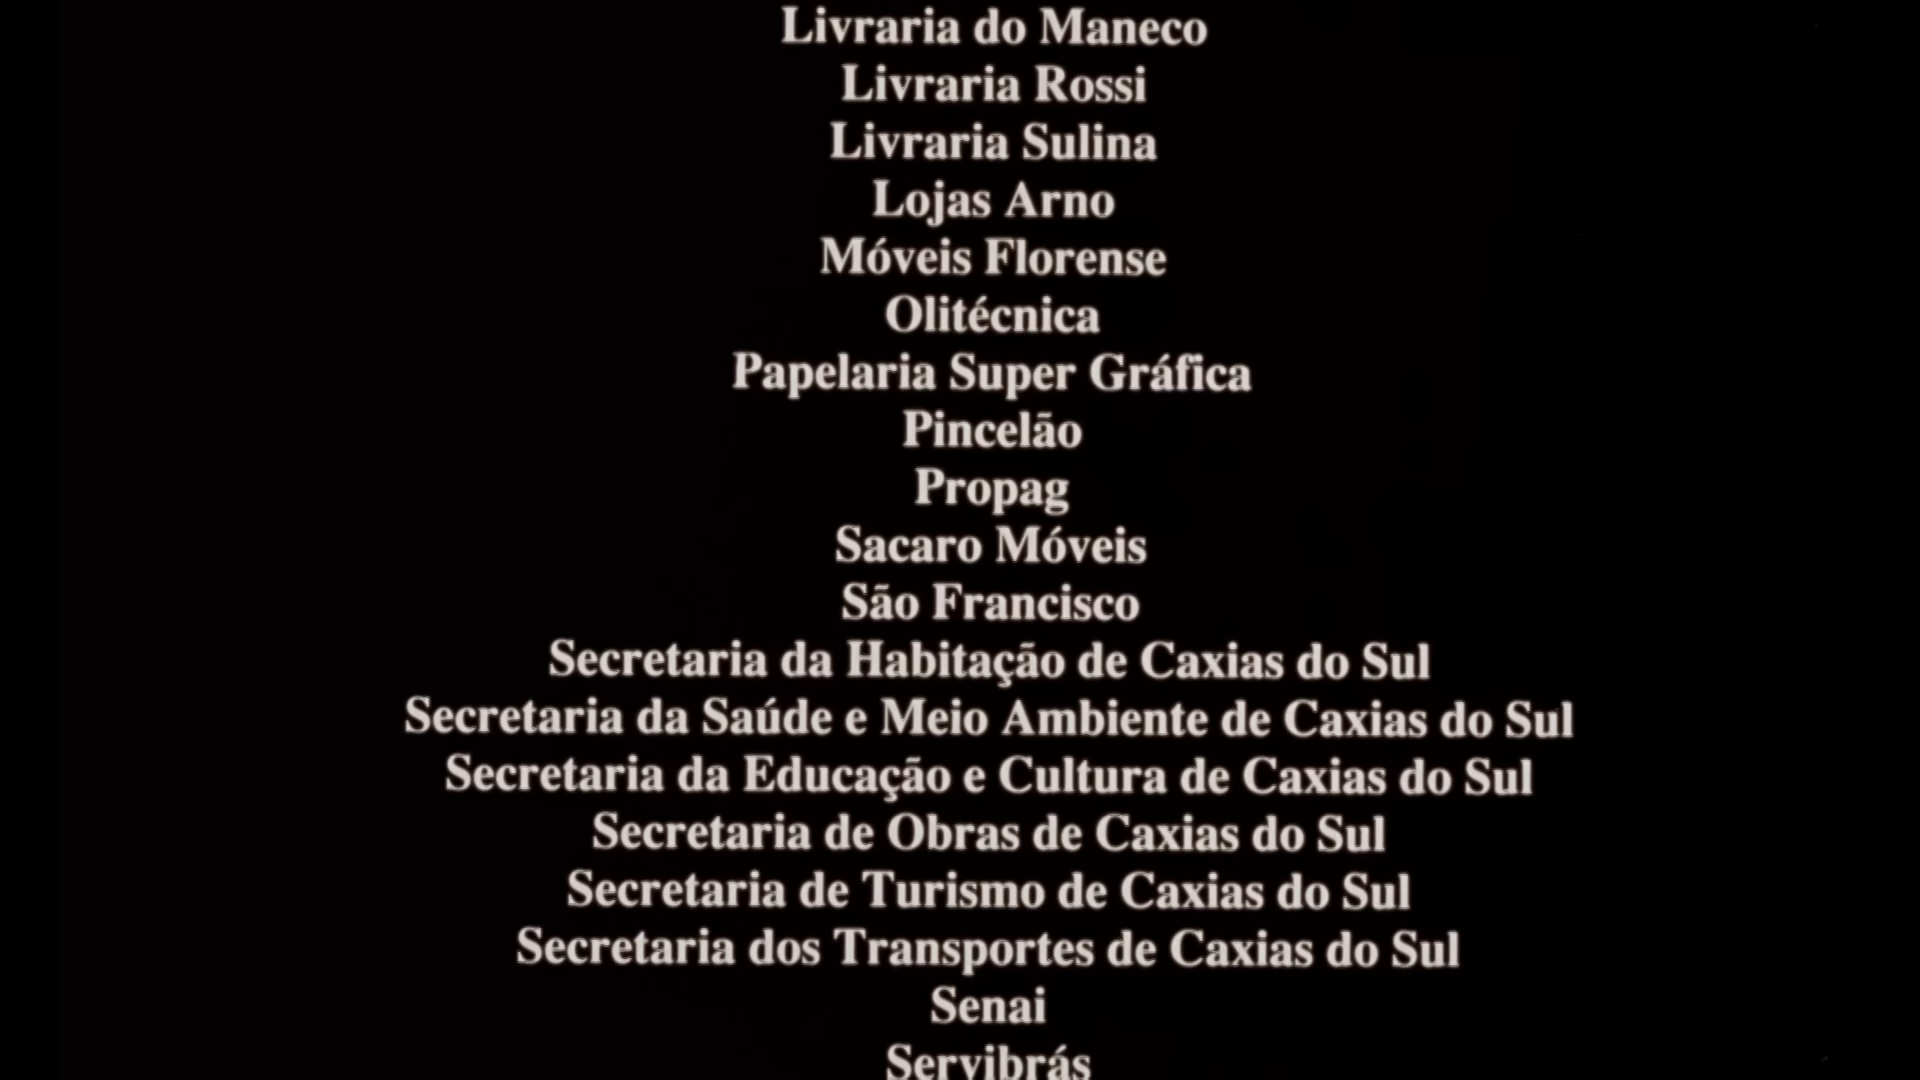 Livraria do Maneco
Livraria Rossi
Livraria Sulina
Lojas Arno
Móveis Florense
Olitécnica
Papelaria Super Gráfica
Pincelão
Propag
Sacaro Móveis
São Francisco
Secretaria da Habitação de Caxias do Sul
Secretaria da Saúde e Meio Ambiente de Caxias do Sul
Secretaria da Educação e Cultura de Caxias do Sul
Secretaria de Obras de Caxias do Sul
Secretaria de Turismo de Caxias do Sul
Secretaria dos Transportes de Caxias do Sul
Senai
Servibrás